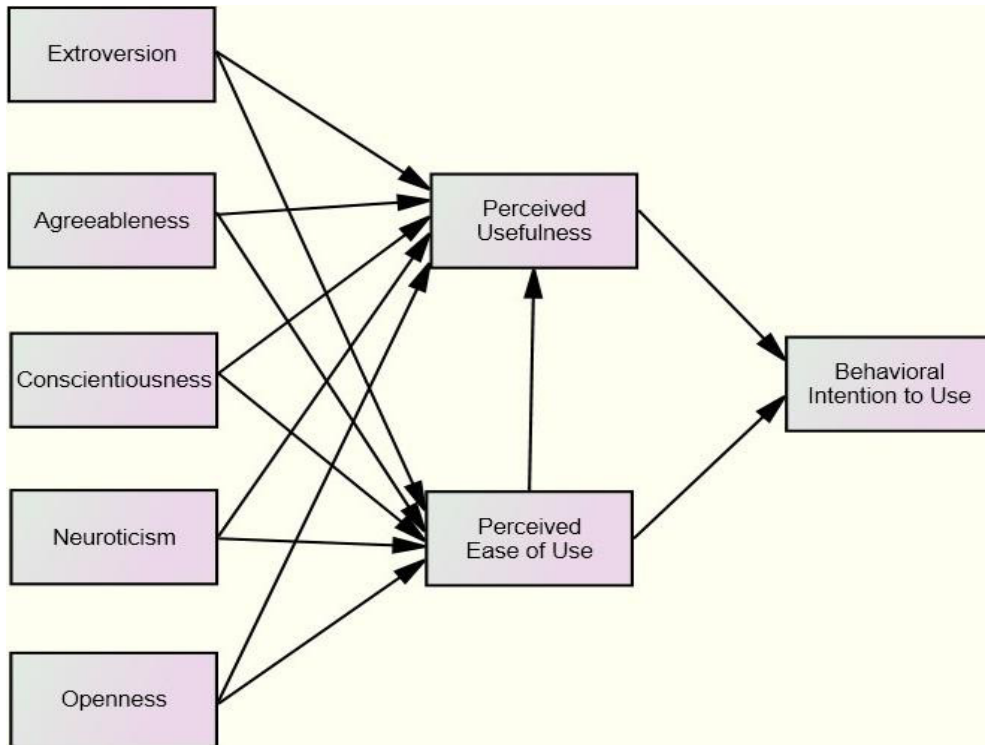 Extroversion
Agreeableness
Conscientiousness
Neuroticism
Openness
Perceived
Usefulness
Perceived
Ease of Use
Behavioral
Intention to Use